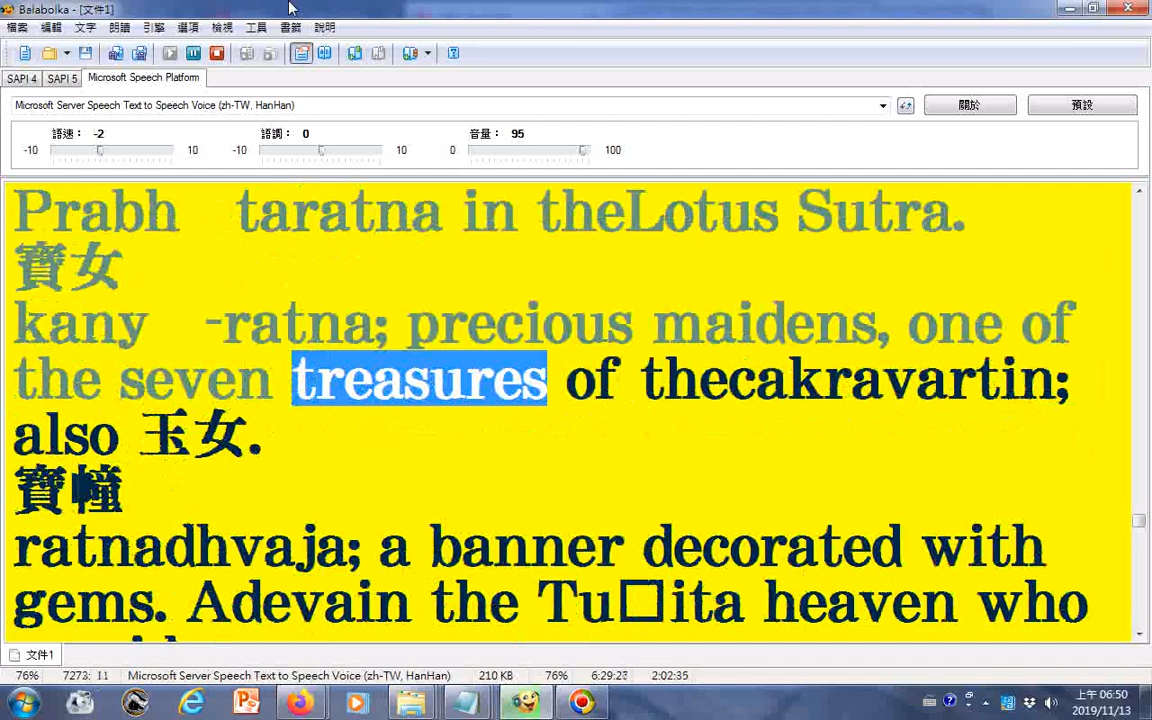 Balabolka - [文件1]
檔案 編輯 文字 朗讀 引擎 選項 檢視 工具 書籤 說明
SAPI 4 SAPI 5 Microsoft Speech Platform
Microsoft Server Speech Text to Speech Voice (zh-TW, HanHan) 關於 預設
語速： -2 語調： 0 音量： 95
-10 10 -10 10 0 100
Prabh taratna in theLotus Sutra.
寶女
kany -ratna; precious maidens, one of
the seven treasures of thecakravartin;
also 玉女.
寶幢
ratnadhvaja; a banner decorated with
gems. Adevain the Tu□ita heaven who
文件1
76% 7273: 11 Microsoft Server Speech Text to Speech Voice (zh-TW, HanHan) 210 KB 76% 6:29:23 2:02:35
上午 06:50
2019/11/13